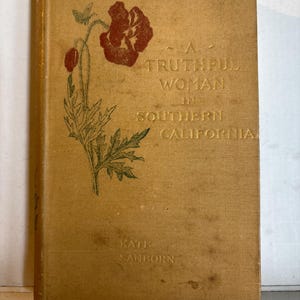 - A -
TRUTHFUL
WOMAN
IN
SOUTHERN
CALIFORNIA
KATE
SANBORN